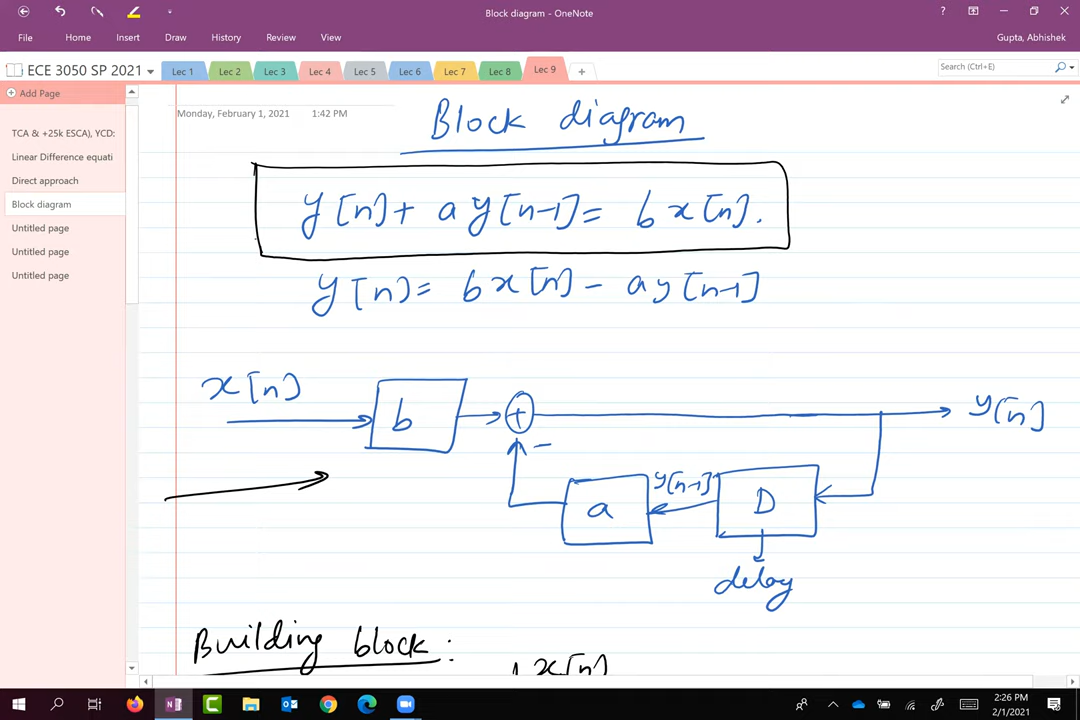 Block diagram - OneNote
?
File Home Insert Draw History Review View
Gupta, Abhishek
ECE 3050 SP 2021
Lec 1 Lec 2 Lec 3 Lec 4 Lec 5 Lec 6 Lec 7 Lec 8 Lec 9 +
Search (Ctrl+E)
Add Page
TCA & +25k ESCA), YCD:
Linear Difference equati
Direct approach
Block diagram
Untitled page
Untitled page
Untitled page
Monday, February 1, 2021 1:42 PM
Block diagram
y[n] + a y[n-1] = b x[n].
y[n] = b x[n] - a y[n-1]
x[n]
b
+
y[n]
-
a
y[n-1]
D
delay
Building block:
x[n]
2:26 PM
2/1/2021